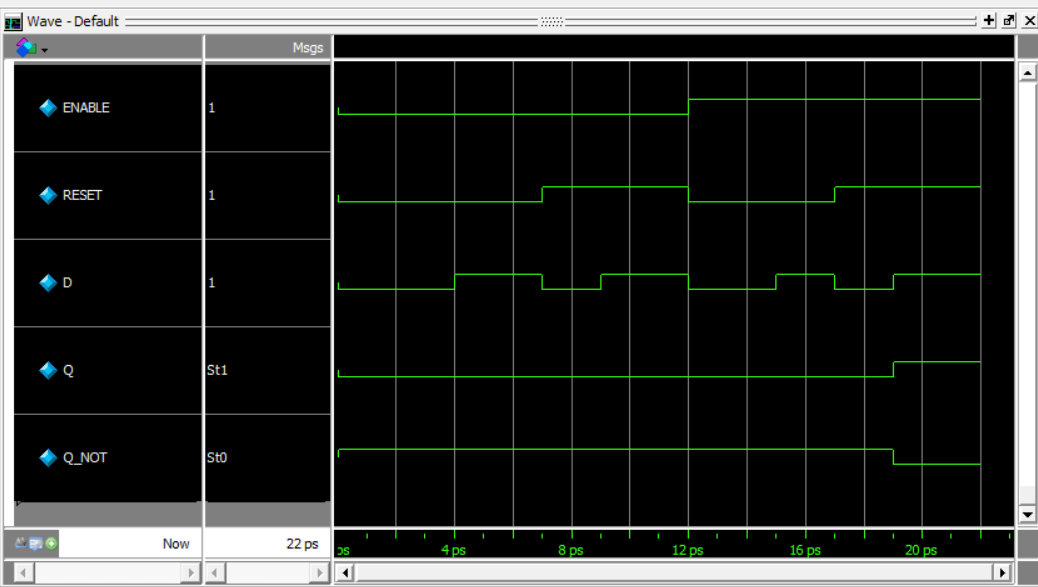 Wave - Default
Msgs
ENABLE 1
RESET 1
D 1
Q St1
Q_NOT St0
Now 22 ps
ps 4 ps 8 ps 12 ps 16 ps 20 ps